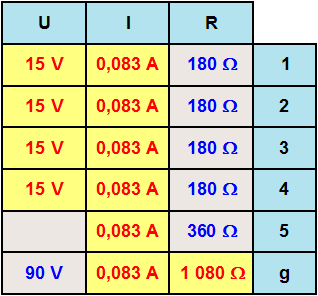 U I R
15 V 0,083 A 180 Ω 1
15 V 0,083 A 180 Ω 2
15 V 0,083 A 180 Ω 3
15 V 0,083 A 180 Ω 4
0,083 A 360 Ω 5
90 V 0,083 A 1 080 Ω g